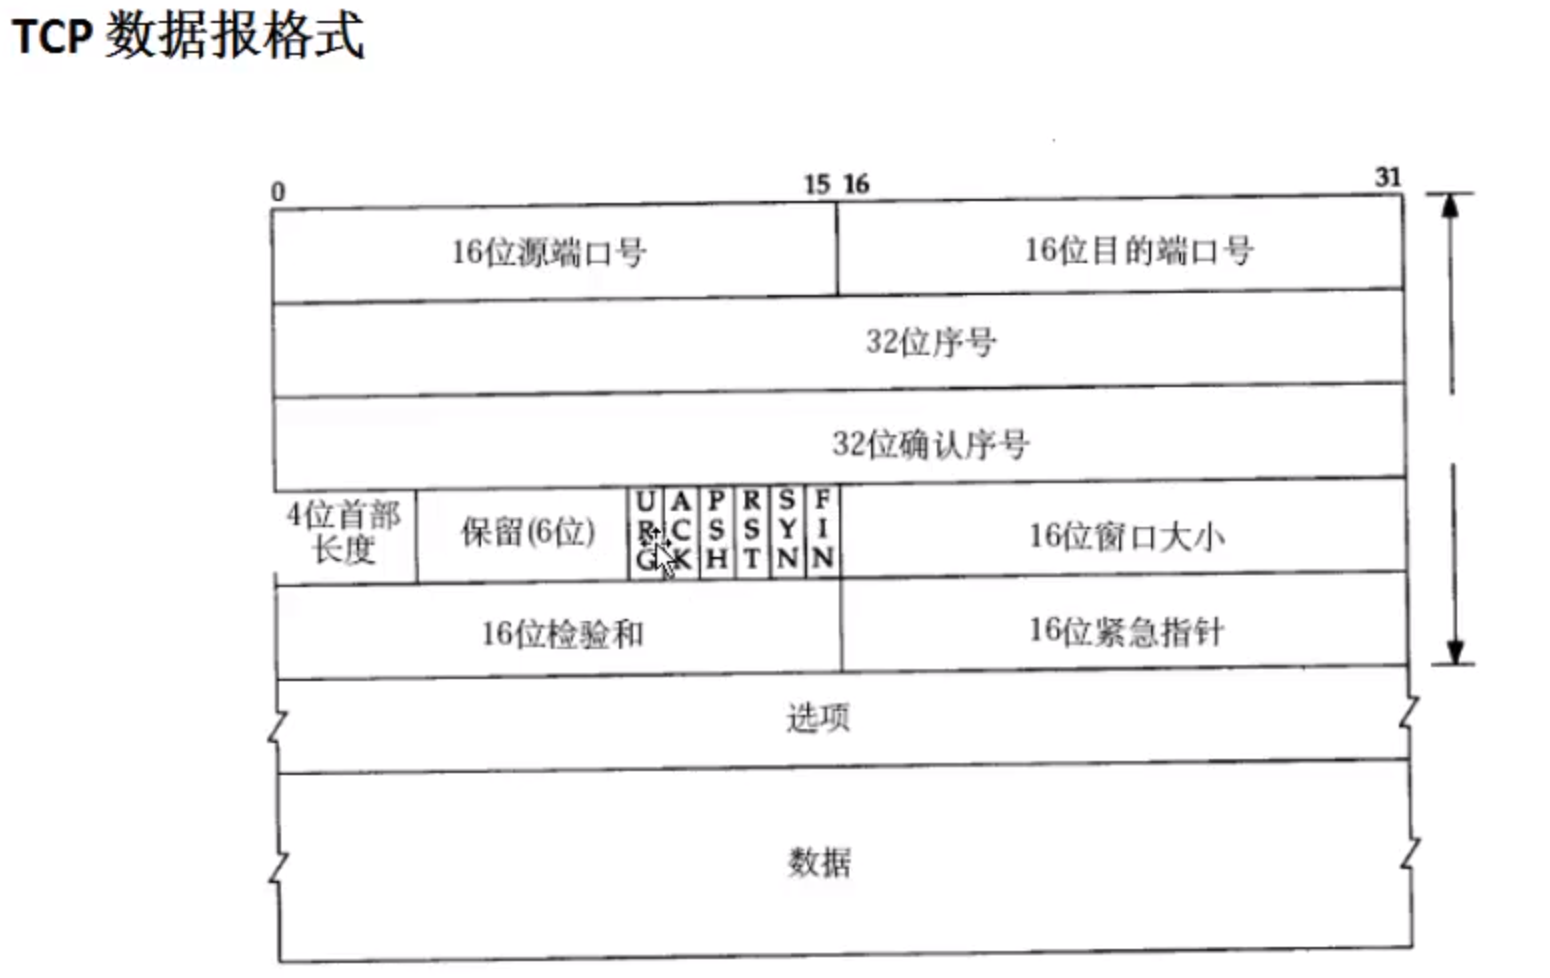 TCP 数据报格式
0 15 16 31
16位源端口号 16位目的端口号
32位序号
32位确认序号
4位首部长度 保留(6位) URG ACK PSH RST SYN FIN 16位窗口大小
16位检验和 16位紧急指针
选项
数据